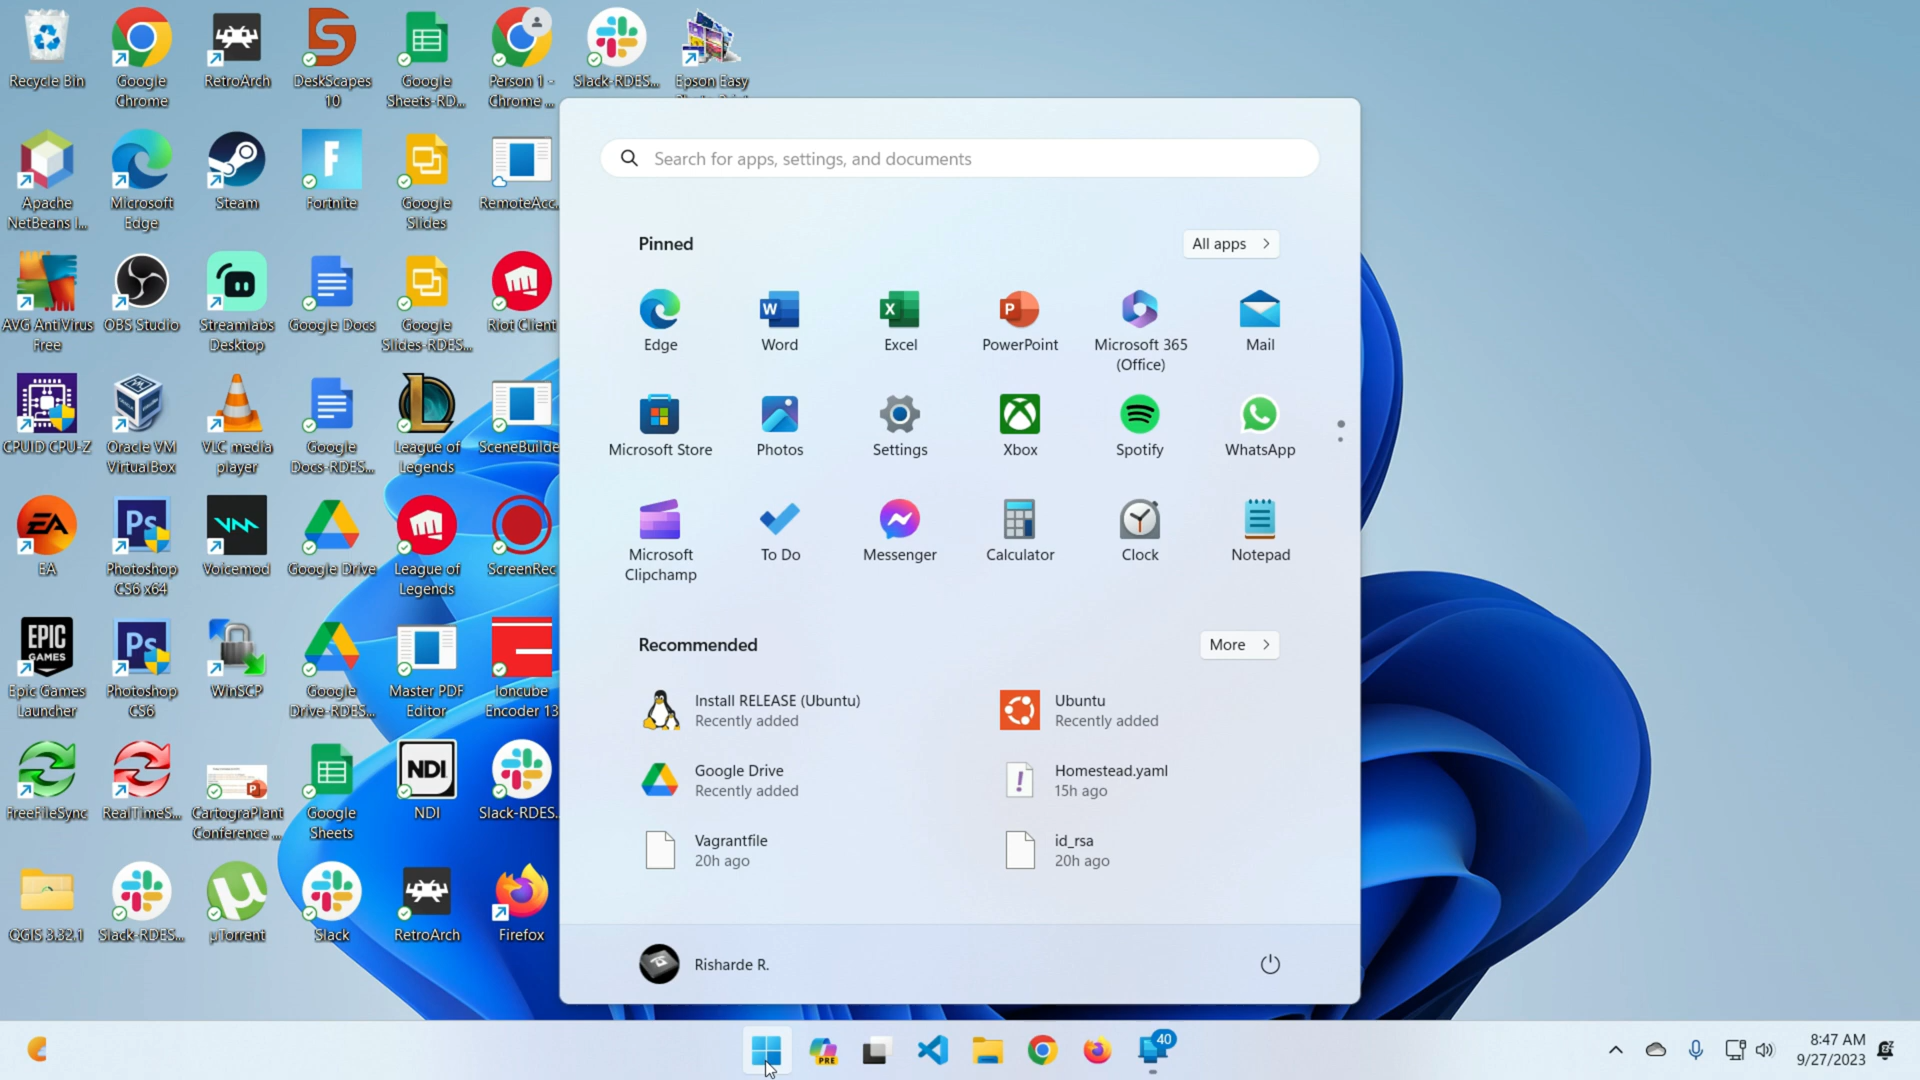 Recycle Bin
Google
Chrome
RetroArch
DeskScapes
10
Google
Sheets-RD...
Person 1 -
Chrome ...
Slack-RDES...
Epson Easy
Apache
NetBeans I...
Microsoft
Edge
Steam
F
Fortnite
Google
Slides
RemoteAcc...
AVG AntiVirus
Free
OBS Studio
Streamlabs
Desktop
Google Docs
Google
Slides-RDES...
Riot Client
CPUID CPU-Z
Oracle VM
VirtualBox
VLC media
player
Google
Docs-RDES...
L
League of
Legends
SceneBuilde
EA
EA
Ps
Photoshop
CS6 x64
VM
Voicemod
Google Drive
League of
Legends
ScreenRec
EPIC
GAMES
Epic Games
Launcher
Ps
Photoshop
CS6
WinSCP
Google
Drive-RDES...
Master PDF
Editor
Ioncube
Encoder 13
FreeFileSync
RealTimeS...
CartograPlant
Conference ...
Google
Sheets
NDI
NDI
Slack-RDES...
QGIS 3.32.1
Slack-RDES...
µTorrent
Slack
RetroArch
Firefox
Search for apps, settings, and documents
Pinned
All apps
Edge
W
Word
X
Excel
P
PowerPoint
Microsoft 365
(Office)
Mail
Microsoft Store
Photos
Settings
Xbox
Spotify
WhatsApp
Microsoft
Clipchamp
To Do
Messenger
Calculator
Clock
Notepad
Recommended
More
Install RELEASE (Ubuntu)
Recently added
Ubuntu
Recently added
Google Drive
Recently added
Homestead.yaml
15h ago
Vagrantfile
20h ago
id_rsa
20h ago
Risharde R.
PRE
40
8:47 AM
9/27/2023